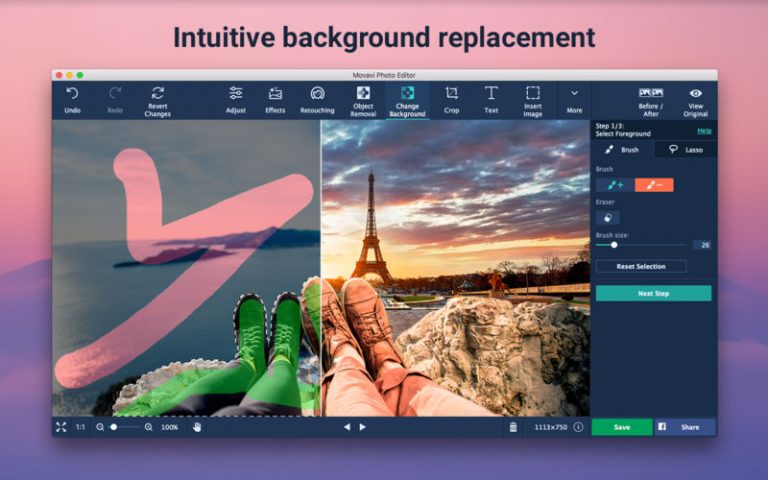 Intuitive background replacement
Movavi Photo Editor
Undo
Redo
Revert
Changes
Adjust
Effects
Retouching
Object
Removal
Change
Background
Crop
Text
Insert
Image
More
Before /
After
View
Original
Step 1/3:
Select Foreground
Help
Brush
Lasso
Brush
Eraser
Brush size:
26
Reset Selection
Next Step
1:1
100%
1113×750
Save
Share